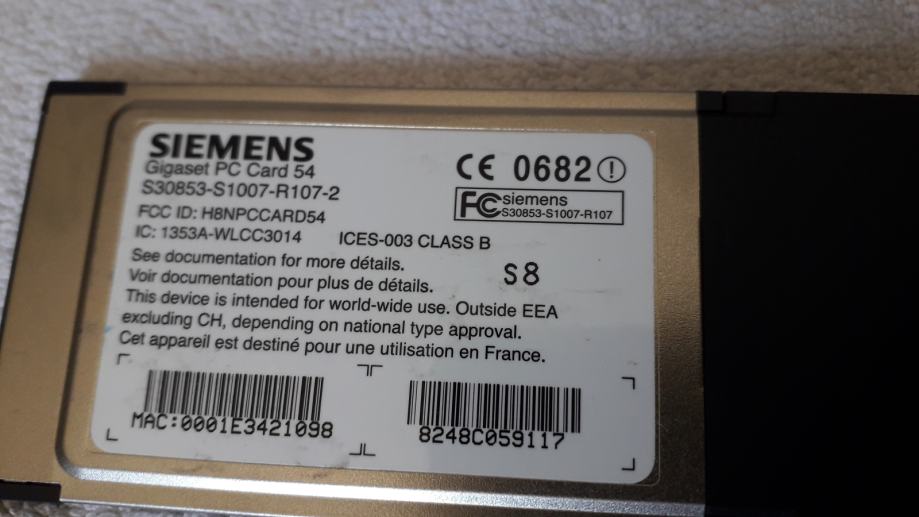 SIEMENS
Gigaset PC Card 54
S30853-S1007-R107-2
CE 0682
FC siemens
S30853-S1007-R107
FCC ID: H8NPCCARD54
IC: 1353A-WLCC3014 ICES-003 CLASS B
See documentation for more détails.
Voir documentation pour plus de détails.
S8
This device is intended for world-wide use. Outside EEA
excluding CH, depending on national type approval.
Cet appareil est destiné pour une utilisation en France.
MAC:0001E3421098
8248C059117